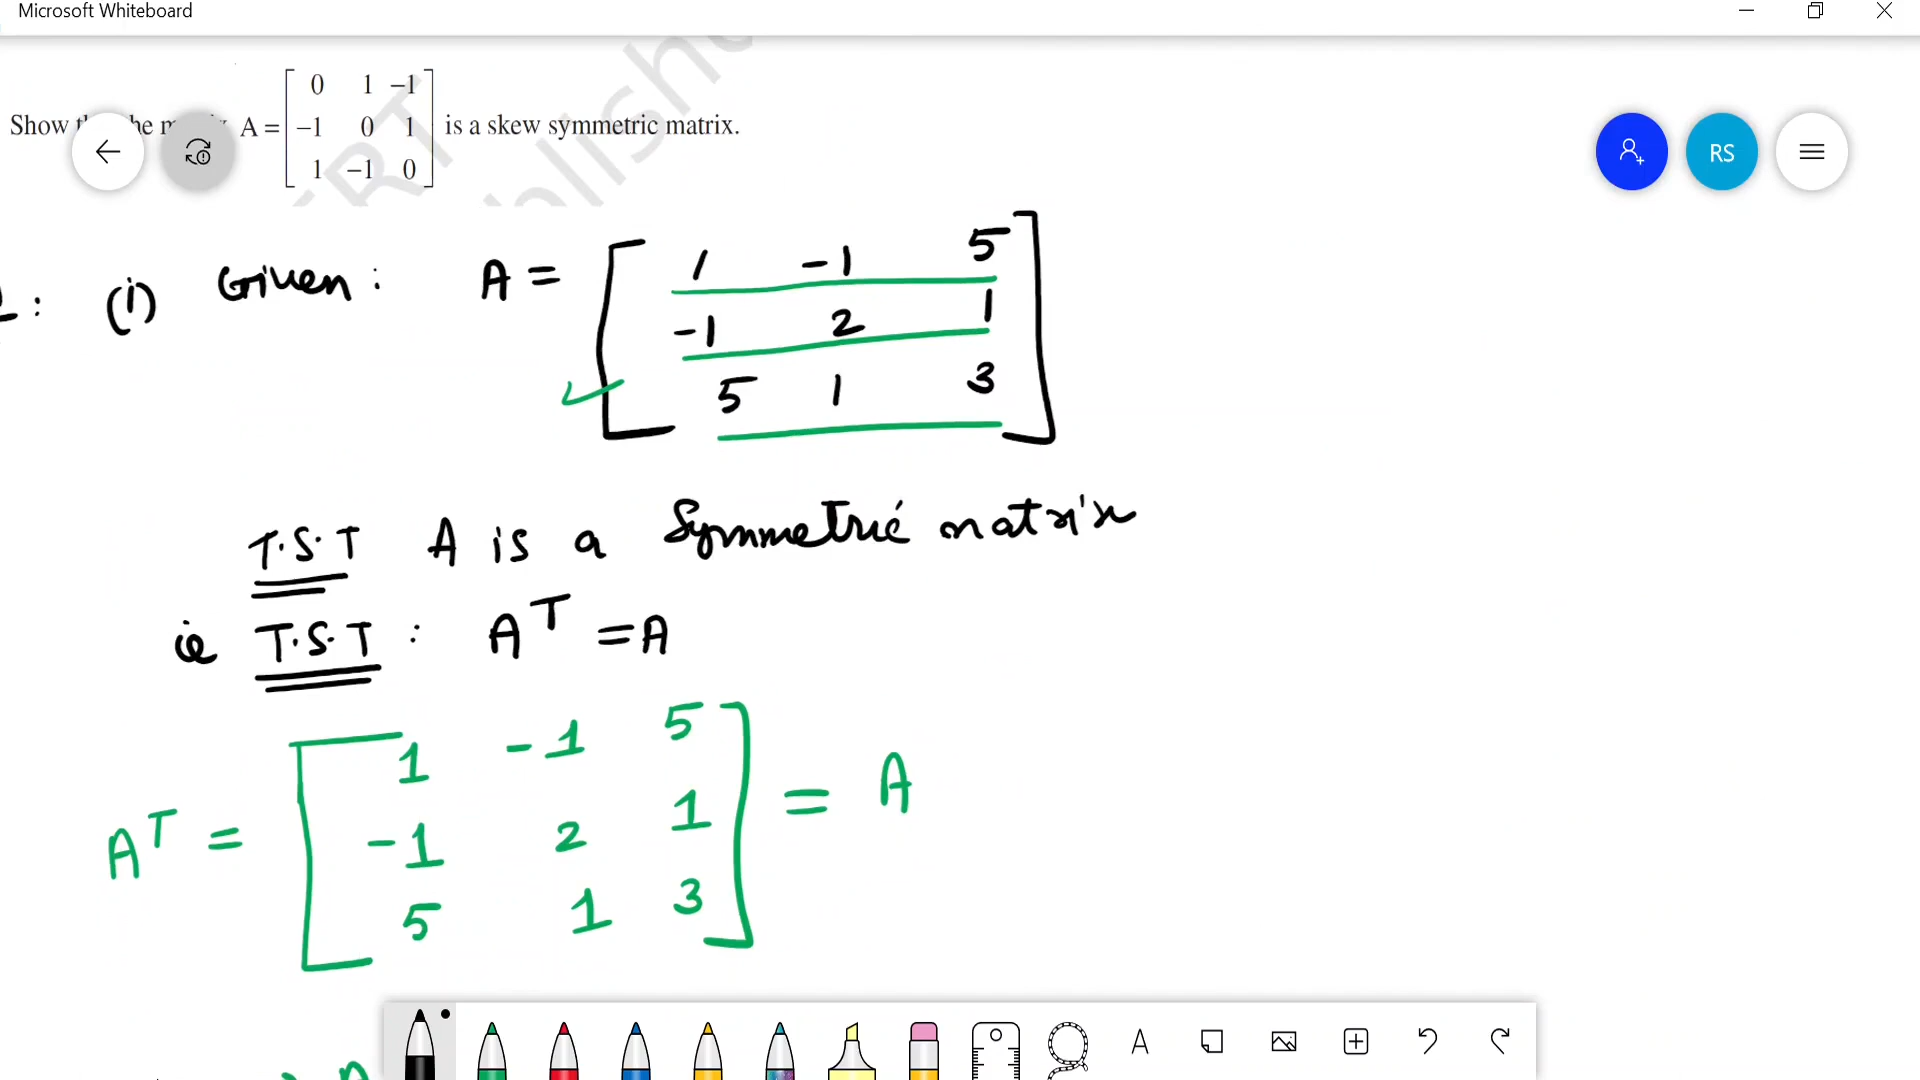 Microsoft Whiteboard
0 1 −1
Show the A = −1 0 1 is a skew symmetric matrix.
1 −1 0
RS
1 -1 5
: (i) Given : A =
-1 2 1
5 1 3
T.S.T A is a Symmetric matrix
ie T.S.T : A^T = A
1 -1 5
A^T = -1 2 1 = A
5 1 3
A